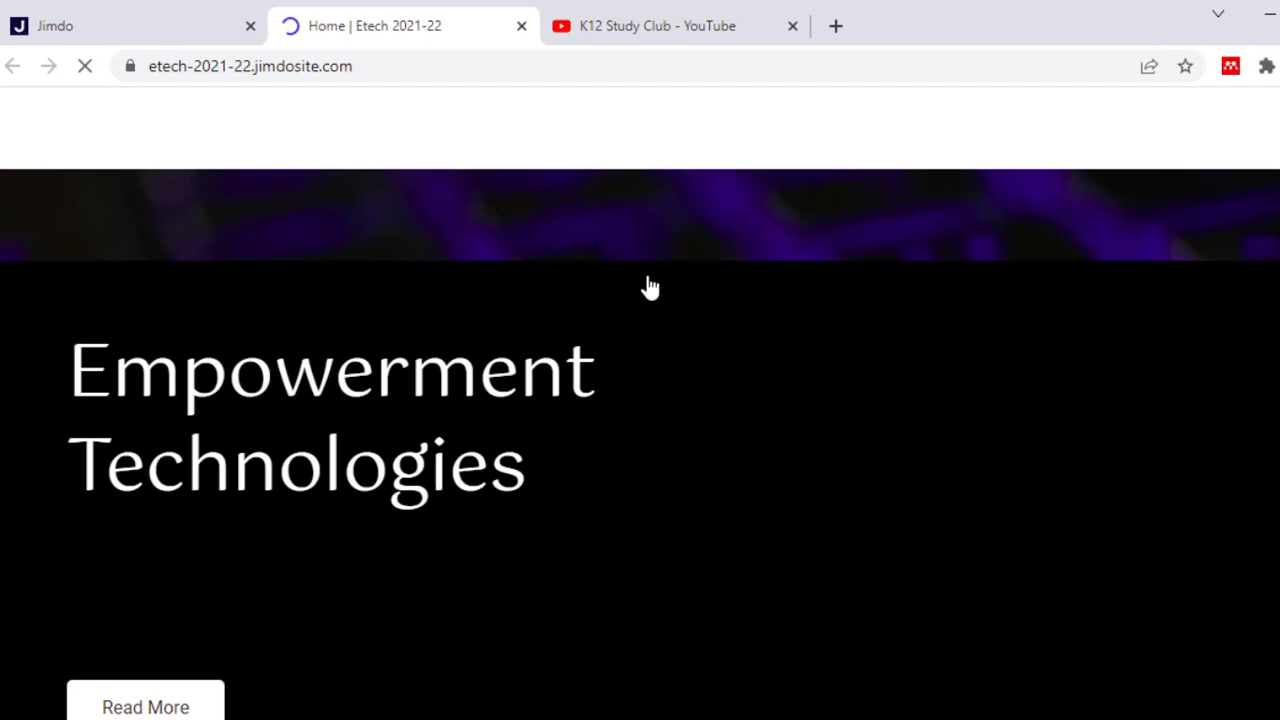 Jimdo
Home | Etech 2021-22
K12 Study Club - YouTube
etech-2021-22.jimdosite.com
Empowerment
Technologies
Read More